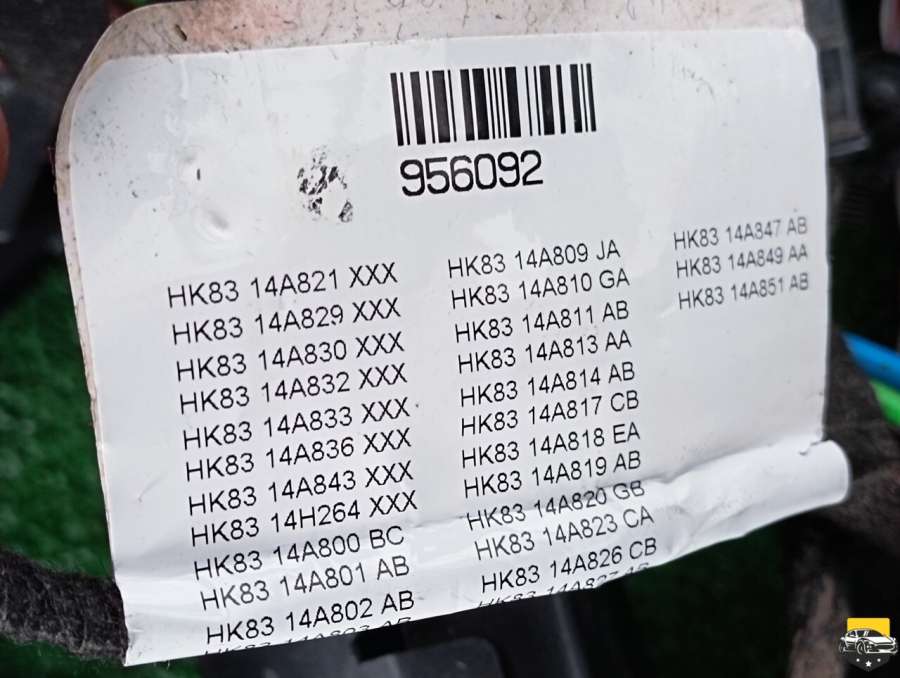 956092
HK83 14A821 XXX
HK83 14A829 XXX
HK83 14A830 XXX
HK83 14A832 XXX
HK83 14A833 XXX
HK83 14A836 XXX
HK83 14A843 XXX
HK83 14H264 XXX
HK83 14A800 BC
HK83 14A801 AB
HK83 14A802 AB
HK83 14A809 JA
HK83 14A810 GA
HK83 14A811 AB
HK83 14A813 AA
HK83 14A814 AB
HK83 14A817 CB
HK83 14A818 EA
HK83 14A819 AB
HK83 14A820 GB
HK83 14A823 CA
HK83 14A826 CB
HK83 14A847 AB
HK83 14A849 AA
HK83 14A851 AB